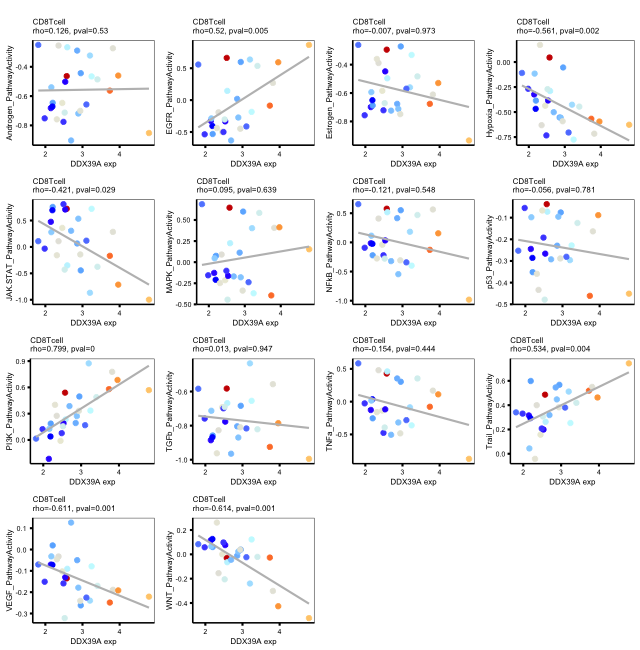 CD8Tcell
rho=0.126, pval=0.53
Androgen_PathwayActivity
-0.4
-0.6
-0.8
2
3
4
DDX39A exp
CD8Tcell
rho=0.52, pval=0.005
EGFR_PathwayActivity
0.5
0.0
-0.5
2
3
4
DDX39A exp
CD8Tcell
rho=-0.007, pval=0.973
Estrogen_PathwayActivity
-0.4
-0.6
-0.8
2
3
4
DDX39A exp
CD8Tcell
rho=-0.561, pval=0.002
Hypoxia_PathwayActivity
0.00
-0.25
-0.50
-0.75
2
3
4
DDX39A exp
CD8Tcell
rho=-0.421, pval=0.029
JAK-STAT_PathwayActivity
0.5
0.0
-0.5
-1.0
2
3
4
DDX39A exp
CD8Tcell
rho=0.095, pval=0.639
MAPK_PathwayActivity
0.50
0.25
0.00
-0.25
-0.50
2
3
4
DDX39A exp
CD8Tcell
rho=-0.121, pval=0.548
NFkB_PathwayActivity
0.5
0.0
-0.5
-1.0
2
3
4
DDX39A exp
CD8Tcell
rho=-0.056, pval=0.781
p53_PathwayActivity
-0.1
-0.2
-0.3
-0.4
-0.5
2
3
4
DDX39A exp
CD8Tcell
rho=0.799, pval=0
PI3K_PathwayActivity
0.9
0.6
0.3
0.0
2
3
4
DDX39A exp
CD8Tcell
rho=0.013, pval=0.947
TGFb_PathwayActivity
-0.6
-0.8
-1.0
2
3
4
DDX39A exp
CD8Tcell
rho=-0.154, pval=0.444
TNFa_PathwayActivity
0.5
0.0
-0.5
2
3
4
DDX39A exp
CD8Tcell
rho=0.534, pval=0.004
Trail_PathwayActivity
0.6
0.4
0.2
0.0
2
3
4
DDX39A exp
CD8Tcell
rho=-0.611, pval=0.001
VEGF_PathwayActivity
0.1
0.0
-0.1
-0.2
-0.3
2
3
4
DDX39A exp
CD8Tcell
rho=-0.614, pval=0.001
WNT_PathwayActivity
0.2
0.0
-0.2
-0.4
2
3
4
DDX39A exp